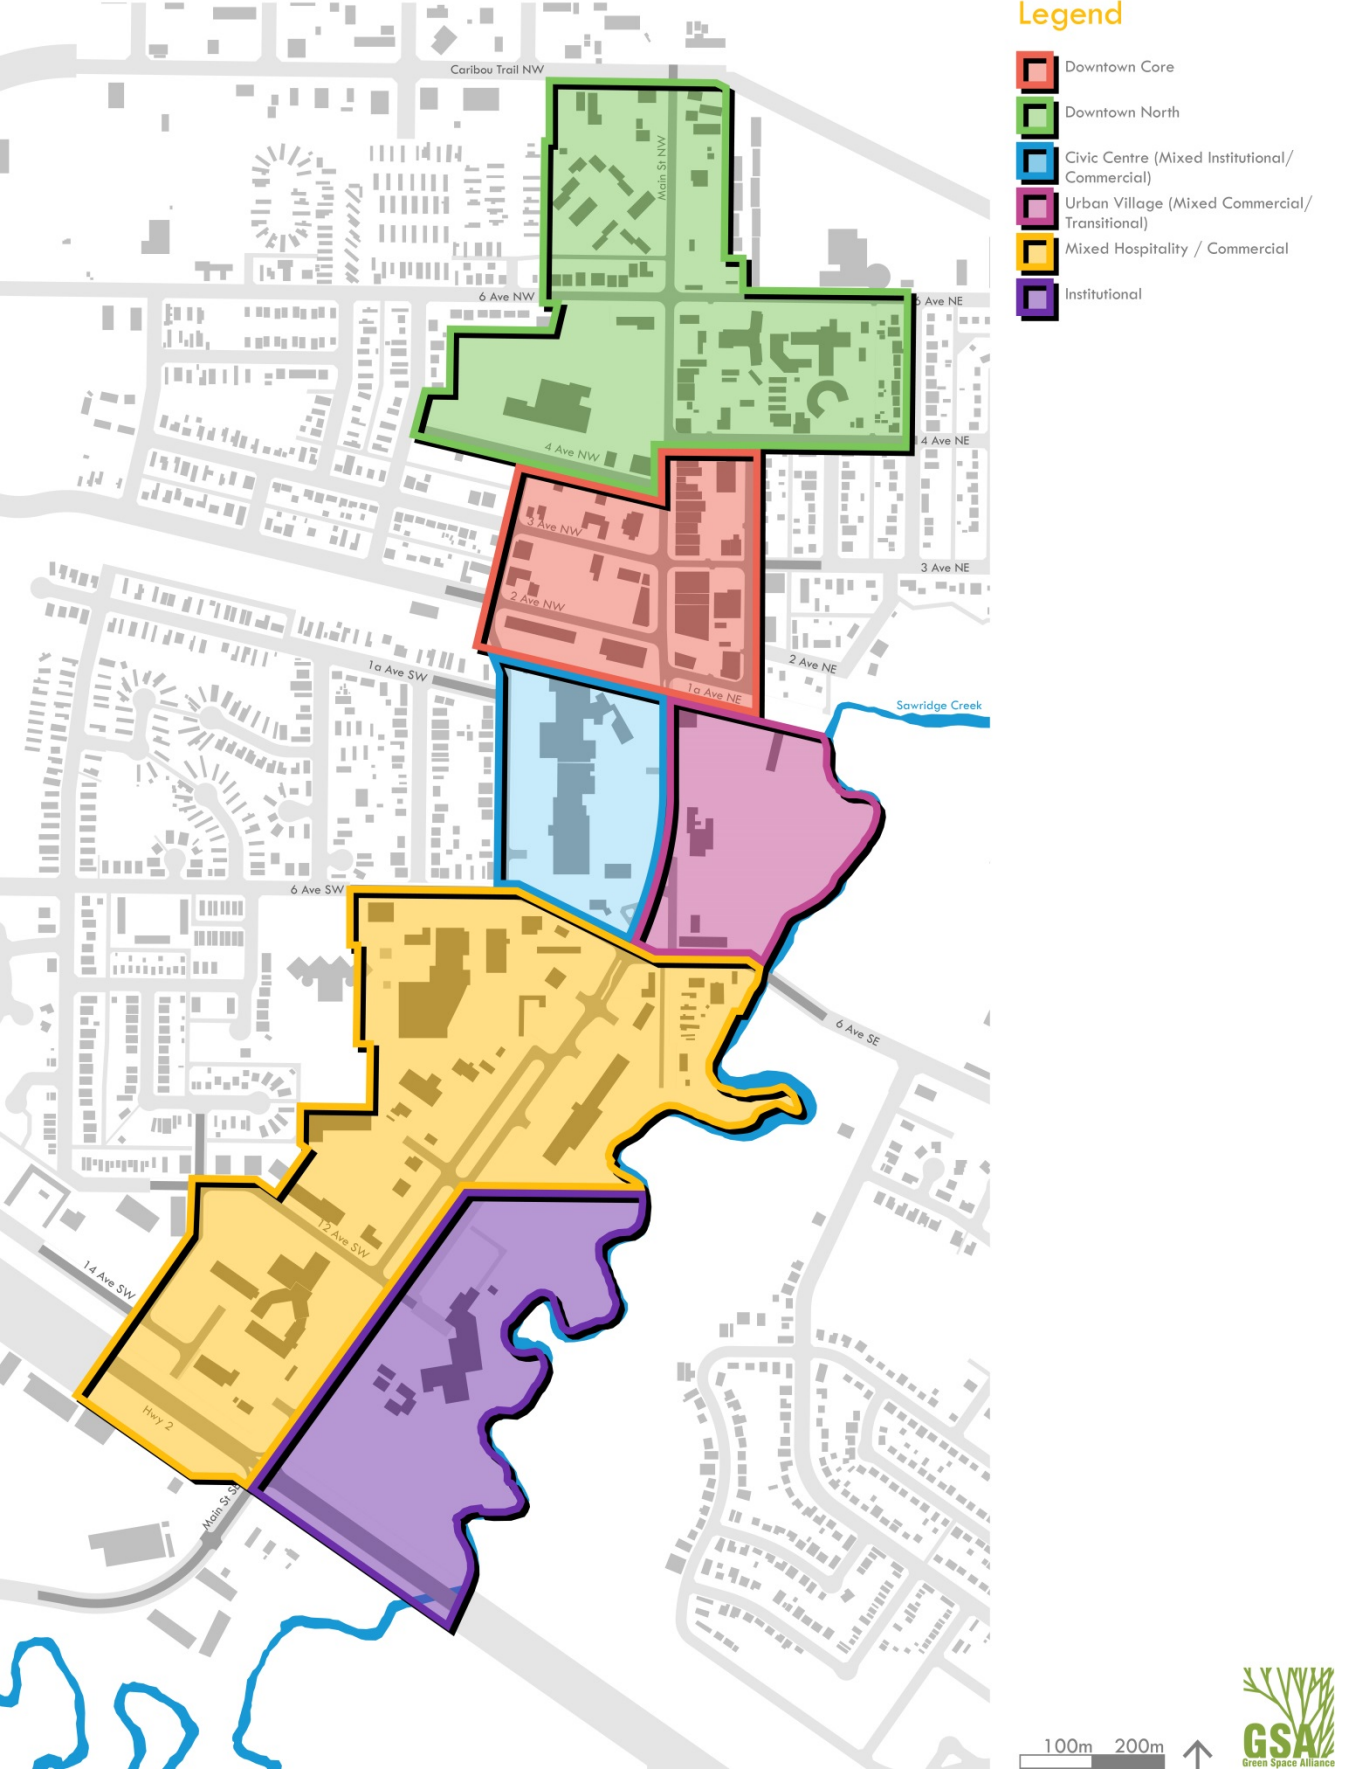 Legend
Downtown Core
Downtown North
Civic Centre (Mixed Institutional/
Commercial)
Urban Village (Mixed Commercial/
Transitional)
Mixed Hospitality / Commercial
Institutional
Caribou Trail NW
Main St NW
6 Ave NW
6 Ave NE
4 Ave NW
4 Ave NE
3 Ave NW
3 Ave NE
2 Ave NW
2 Ave NE
1a Ave SW
1a Ave NE
Sawridge Creek
6 Ave SW
6 Ave SE
12 Ave SW
14 Ave SW
Hwy 2
Main St SE
100m 200m
GSA
Green Space Alliance